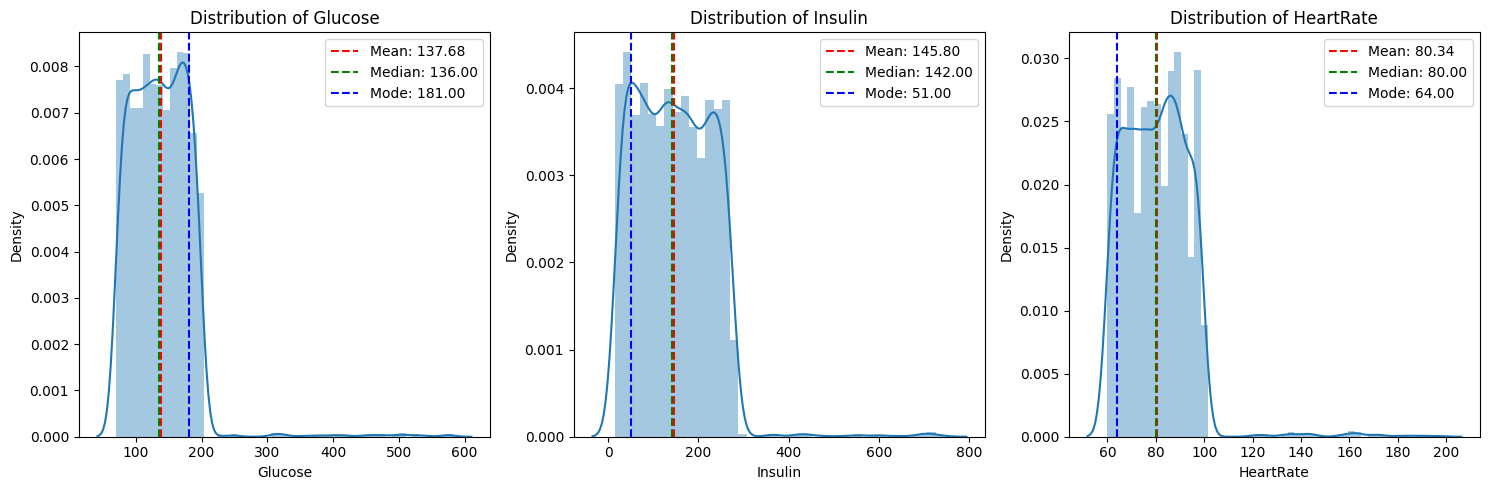 Distribution of Glucose
Density
0.008
0.007
0.006
0.005
0.004
0.003
0.002
0.001
0.000
Mean: 137.68
Median: 136.00
Mode: 181.00
100
200
300
400
500
600
Glucose
Distribution of Insulin
Density
0.004
0.003
0.002
0.001
0.000
Mean: 145.80
Median: 142.00
Mode: 51.00
0
200
400
600
800
Insulin
Distribution of HeartRate
Density
0.030
0.025
0.020
0.015
0.010
0.005
0.000
Mean: 80.34
Median: 80.00
Mode: 64.00
60
80
100
120
140
160
180
200
HeartRate